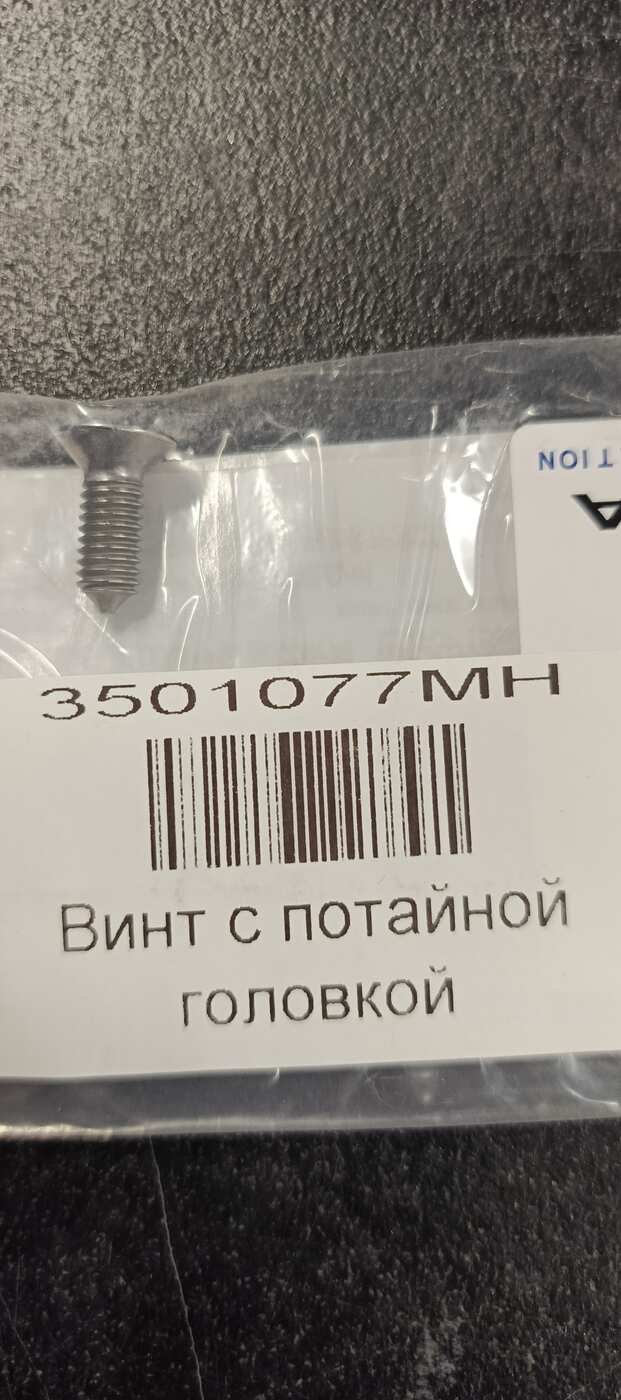 TION
A
3501077MH
Винт с потайной
головкой